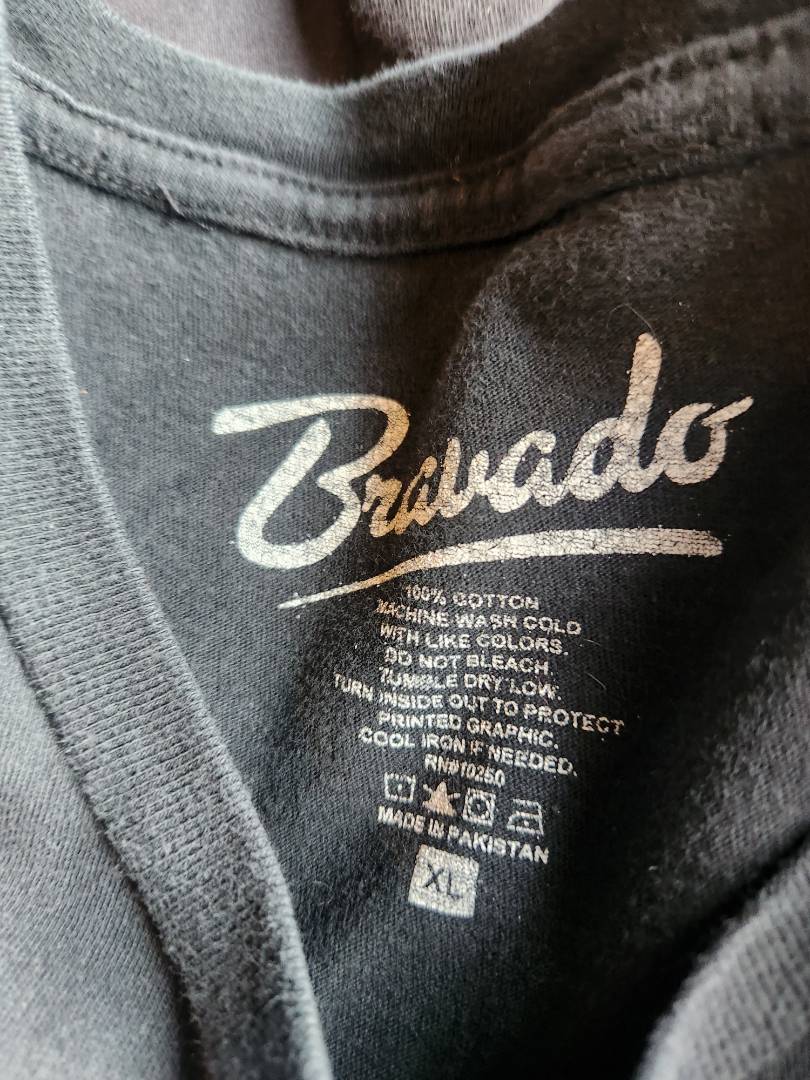 Bravado
100% COTTON
MACHINE WASH COLD
WITH LIKE COLORS.
DO NOT BLEACH.
TUMBLE DRY LOW.
TURN INSIDE OUT TO PROTECT
PRINTED GRAPHIC.
COOL IRON IF NEEDED.
RN#10250
MADE IN PAKISTAN
XL